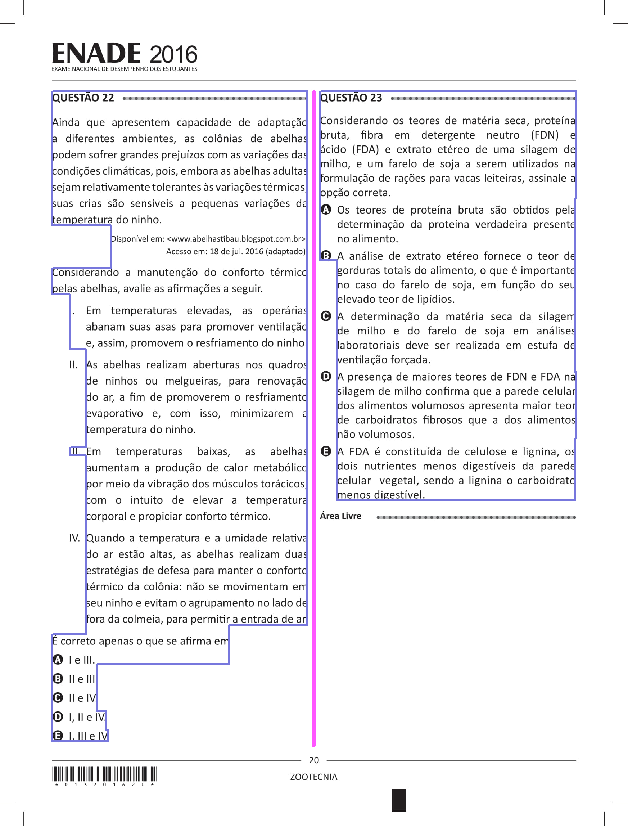 ENADE 2016
EXAME NACIONAL DE DESEMPENHO DOS ESTUDANTES
QUESTÃO 22
Ainda que apresentem capacidade de adaptação
a diferentes ambientes, as colônias de abelhas
podem sofrer grandes prejuízos com as variações das
condições climáticas, pois, embora as abelhas adultas
sejam relativamente tolerantes às variações térmicas,
suas crias são sensíveis a pequenas variações da
temperatura do ninho.
Disponível em: <www.abelhastibau.blogspot.com.br>.
Acesso em: 18 de jul. 2016 (adaptado).
Considerando a manutenção do conforto térmico
pelas abelhas, avalie as afirmações a seguir.
I. Em temperaturas elevadas, as operárias
abanam suas asas para promover ventilação
e, assim, promovem o resfriamento do ninho.
II. As abelhas realizam aberturas nos quadros
de ninhos ou melgueiras, para renovação
do ar, a fim de promoverem o resfriamento
evaporativo e, com isso, minimizarem a
temperatura do ninho.
III. Em temperaturas baixas, as abelhas
aumentam a produção de calor metabólico
por meio da vibração dos músculos torácicos,
com o intuito de elevar a temperatura
corporal e propiciar conforto térmico.
IV. Quando a temperatura e a umidade relativa
do ar estão altas, as abelhas realizam duas
estratégias de defesa para manter o conforto
térmico da colônia: não se movimentam em
seu ninho e evitam o agrupamento no lado de
fora da colmeia, para permitir a entrada de ar.
É correto apenas o que se afirma em
A I e III.
B II e III.
C II e IV.
D I, II e IV.
E I, III e IV.
QUESTÃO 23
Considerando os teores de matéria seca, proteína
bruta, fibra em detergente neutro (FDN) e
ácido (FDA) e extrato etéreo de uma silagem de
milho, e um farelo de soja a serem utilizados na
formulação de rações para vacas leiteiras, assinale a
opção correta.
A Os teores de proteína bruta são obtidos pela
determinação da proteína verdadeira presente
no alimento.
B A análise de extrato etéreo fornece o teor de
gorduras totais do alimento, o que é importante
no caso do farelo de soja, em função do seu
elevado teor de lipídios.
C A determinação da matéria seca da silagem
de milho e do farelo de soja em análises
laboratoriais deve ser realizada em estufa de
ventilação forçada.
D A presença de maiores teores de FDN e FDA na
silagem de milho confirma que a parede celular
dos alimentos volumosos apresenta maior teor
de carboidratos fibrosos que a dos alimentos
não volumosos.
E A FDA é constituída de celulose e lignina, os
dois nutrientes menos digestíveis da parede
celular vegetal, sendo a lignina o carboidrato
menos digestível.
Área Livre
20
ZOOTECNIA